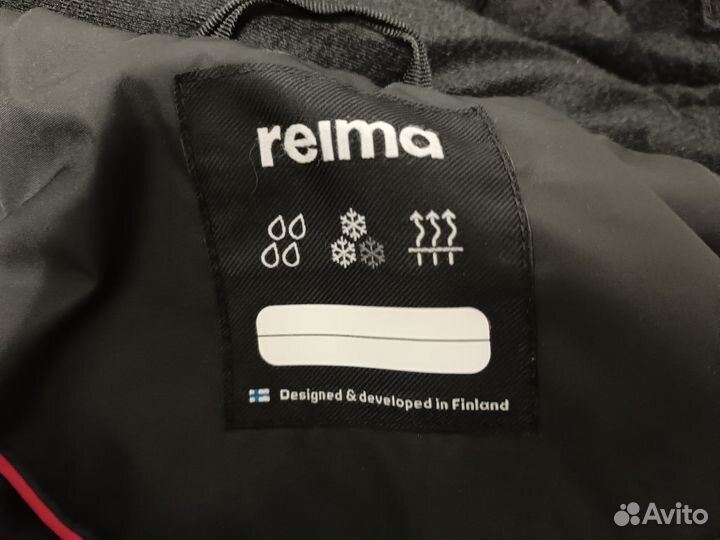 reima
Designed & developed in Finland
Avito